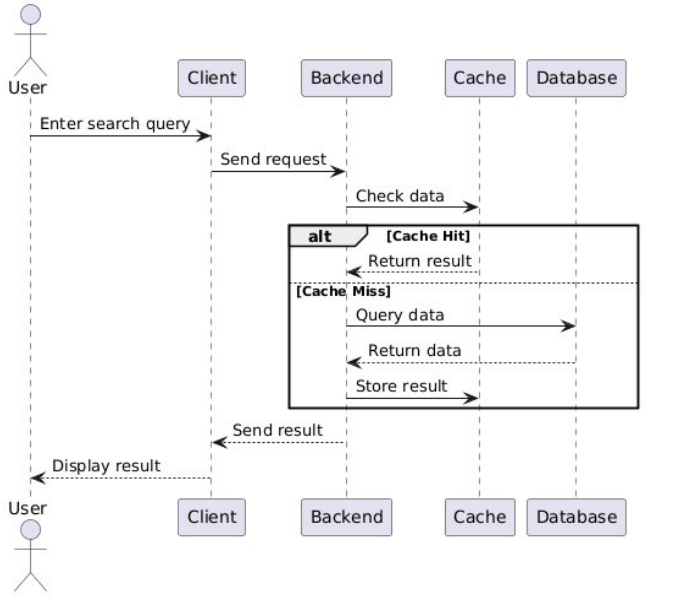 User
Client
Backend
Cache
Database
Enter search query
Send request
Check data
alt
[Cache Hit]
Return result
[Cache Miss]
Query data
Return data
Store result
Send result
Display result
User
Client
Backend
Cache
Database